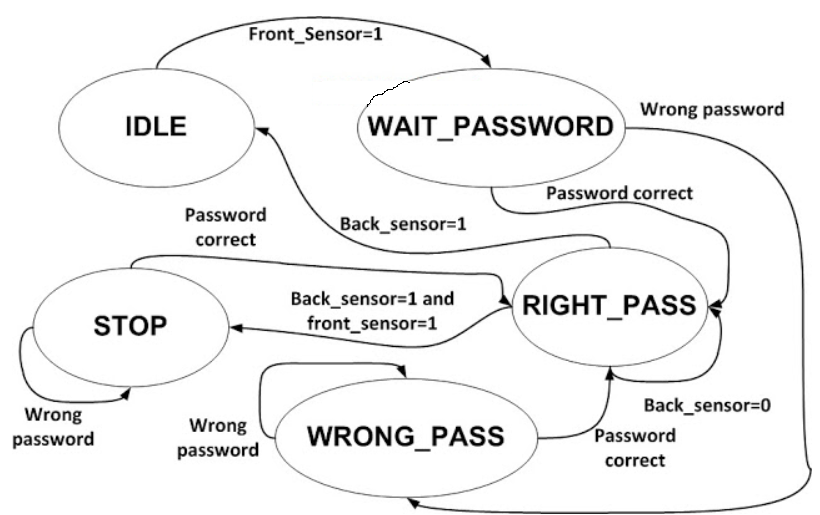 Front_Sensor=1
IDLE
WAIT_PASSWORD
Wrong password
Password correct
Password
correct
Back_sensor=1
Back_sensor=1 and
front_sensor=1
STOP
RIGHT_PASS
Wrong
password
Wrong
password
WRONG_PASS
Back_sensor=0
Password
correct